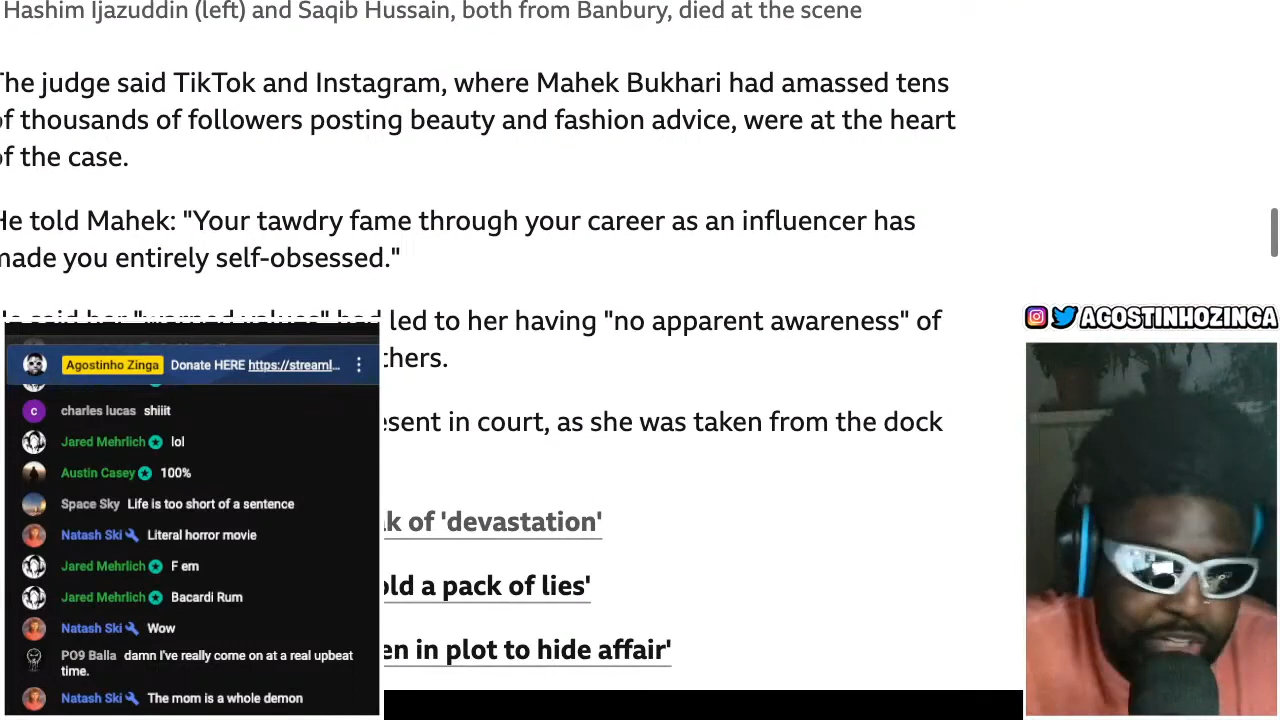 Hashim Ijazuddin (left) and Saqib Hussain, both from Banbury, died at the scene
The judge said TikTok and Instagram, where Mahek Bukhari had amassed tens
of thousands of followers posting beauty and fashion advice, were at the heart
of the case.
He told Mahek: "Your tawdry fame through your career as an influencer has
made you entirely self-obsessed."
He said her "warped values" had led to her having "no apparent awareness" of
thers.
esent in court, as she was taken from the dock
k of 'devastation'
old a pack of lies'
en in plot to hide affair'
Agostinho Zinga Donate HERE https://streaml...
c charles lucas shiiit
Jared Mehrlich lol
Austin Casey 100%
Space Sky Life is too short of a sentence
Natash Ski Literal horror movie
Jared Mehrlich F em
Jared Mehrlich Bacardi Rum
Natash Ski Wow
PO9 Balla damn I've really come on at a real upbeat
time.
Natash Ski The mom is a whole demon
AGOSTINHOZINGA